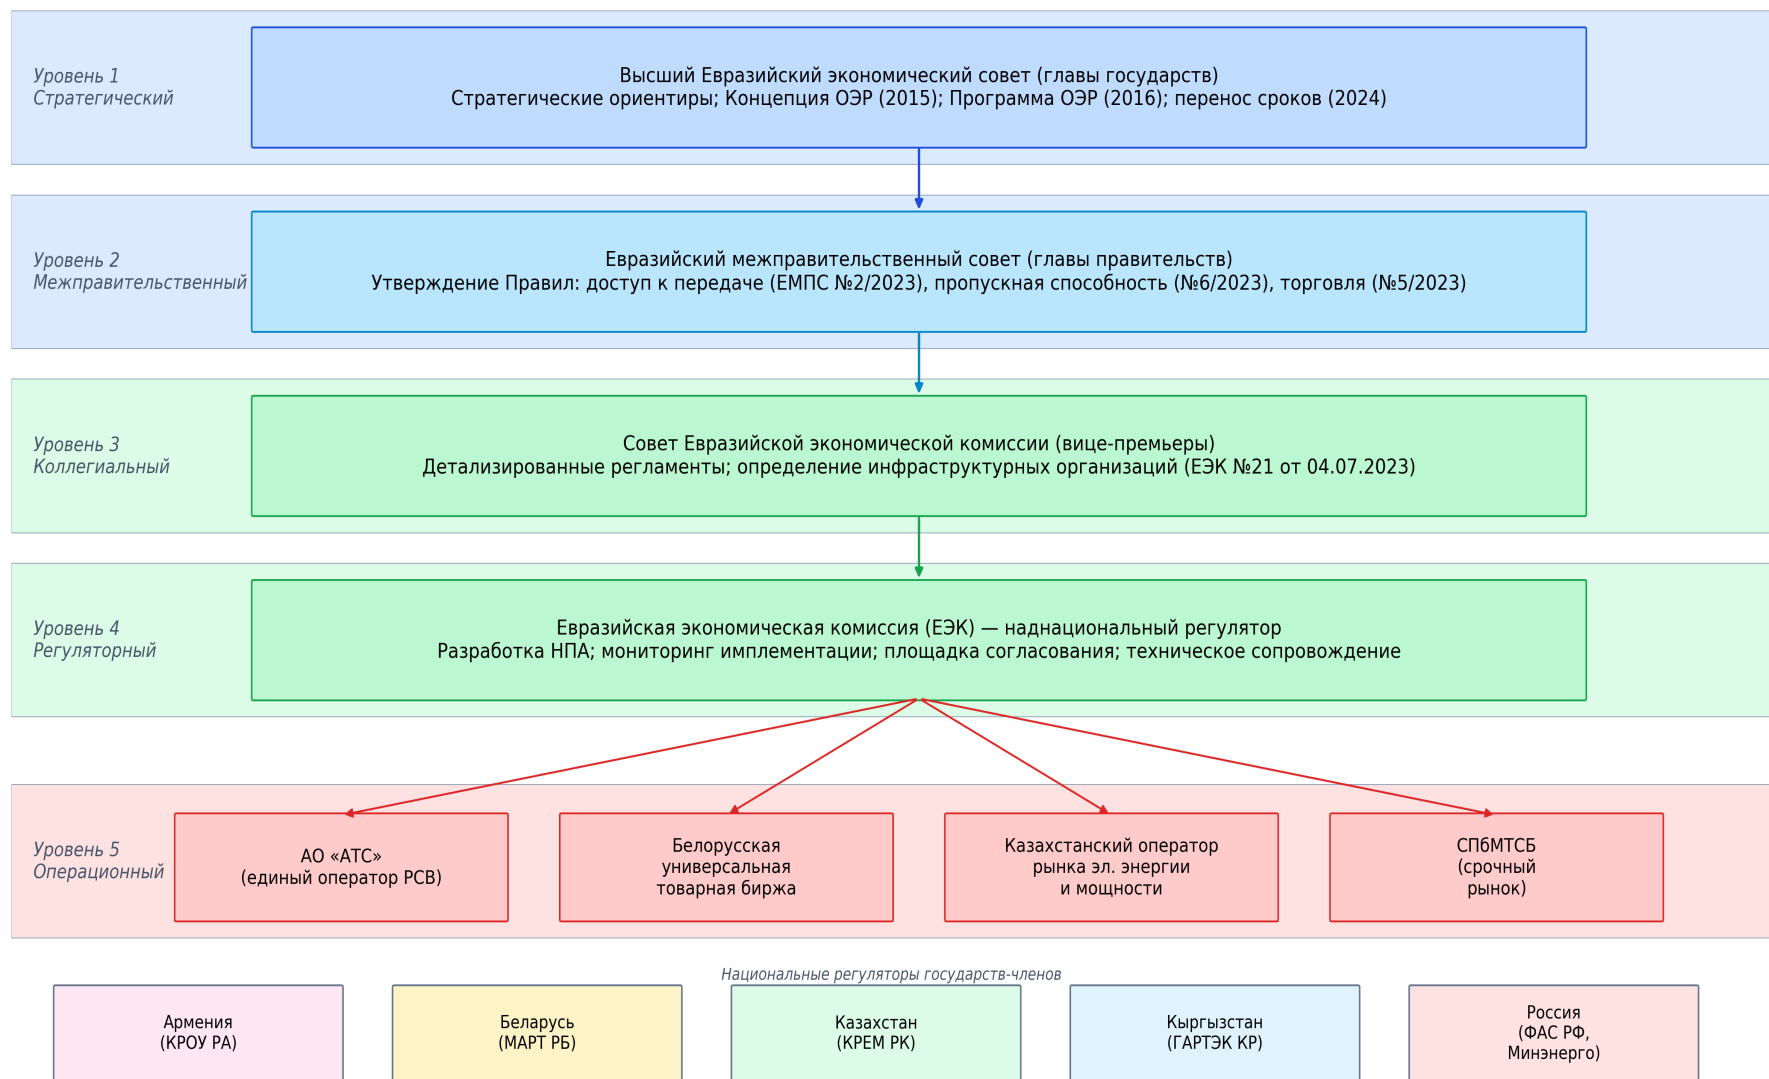 Уровень 1
Стратегический
Высший Евразийский экономический совет (главы государств)
Стратегические ориентиры; Концепция ОЭР (2015); Программа ОЭР (2016); перенос сроков (2024)
Уровень 2
Межправительственный
Евразийский межправительственный совет (главы правительств)
Утверждение Правил: доступ к передаче (ЕМПС №2/2023), пропускная способность (№6/2023), торговля (№5/2023)
Уровень 3
Коллегиальный
Совет Евразийской экономической комиссии (вице-премьеры)
Детализированные регламенты; определение инфраструктурных организаций (ЕЭК №21 от 04.07.2023)
Уровень 4
Регуляторный
Евразийская экономическая комиссия (ЕЭК) — наднациональный регулятор
Разработка НПА; мониторинг имплементации; площадка согласования; техническое сопровождение
Уровень 5
Операционный
АО «АТС»
(единый оператор РСВ)
Белорусская
универсальная
товарная биржа
Казахстанский оператор
рынка эл. энергии
и мощности
СПбМТСБ
(срочный
рынок)
Национальные регуляторы государств-членов
Армения
(КРОУ РА)
Беларусь
(МАРТ РБ)
Казахстан
(КРЕМ РК)
Кыргызстан
(ГАРТЭК КР)
Россия
(ФАС РФ,
Минэнерго)